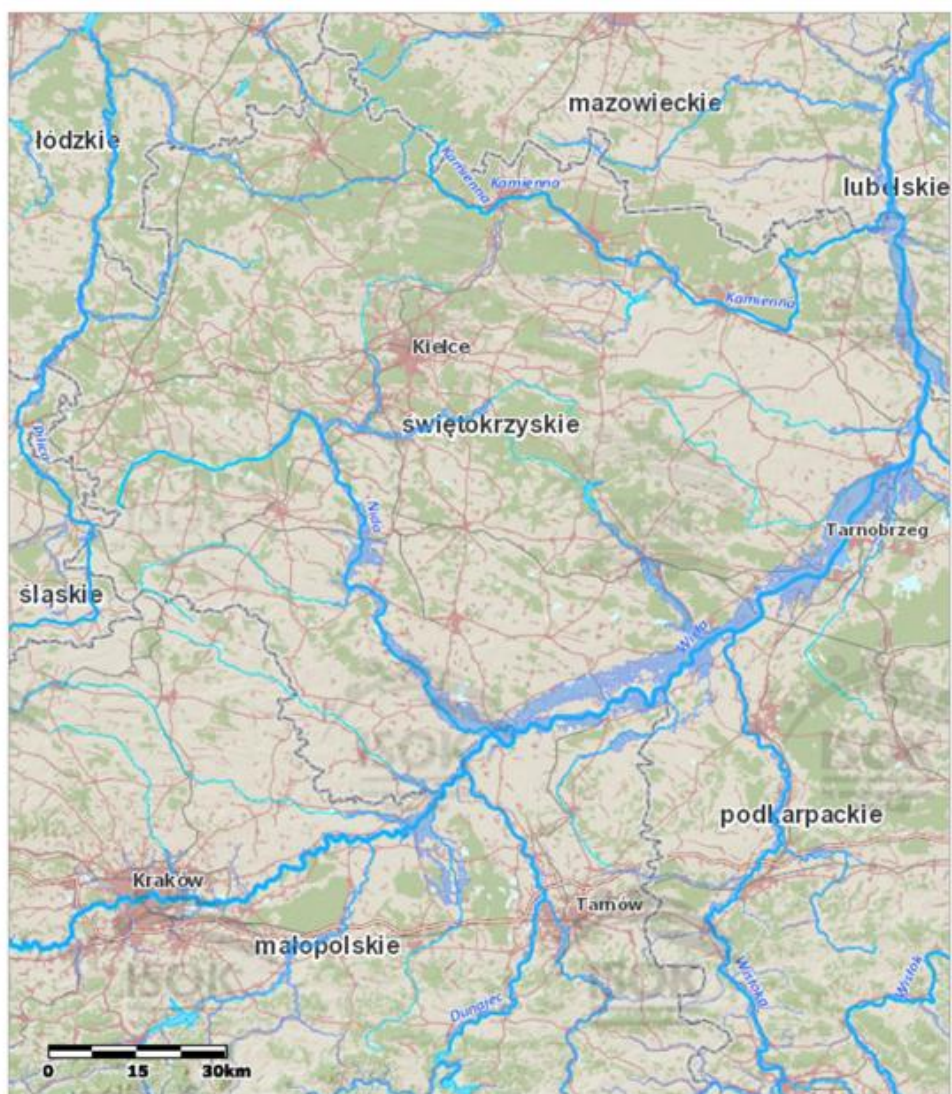 mazowieckie
łódzkie
Kamienna
Kamienna
lubelskie
Kamienna
Kielce
świętokrzyskie
Pilica
Nida
Tarnobrzeg
śląskie
Wisła
ISOK
ISOK
podkarpackie
Kraków
Tarnów
małopolskie
ISOK
ISOK
Wisłoka
Wisłok
Dunajec
0 15 30km